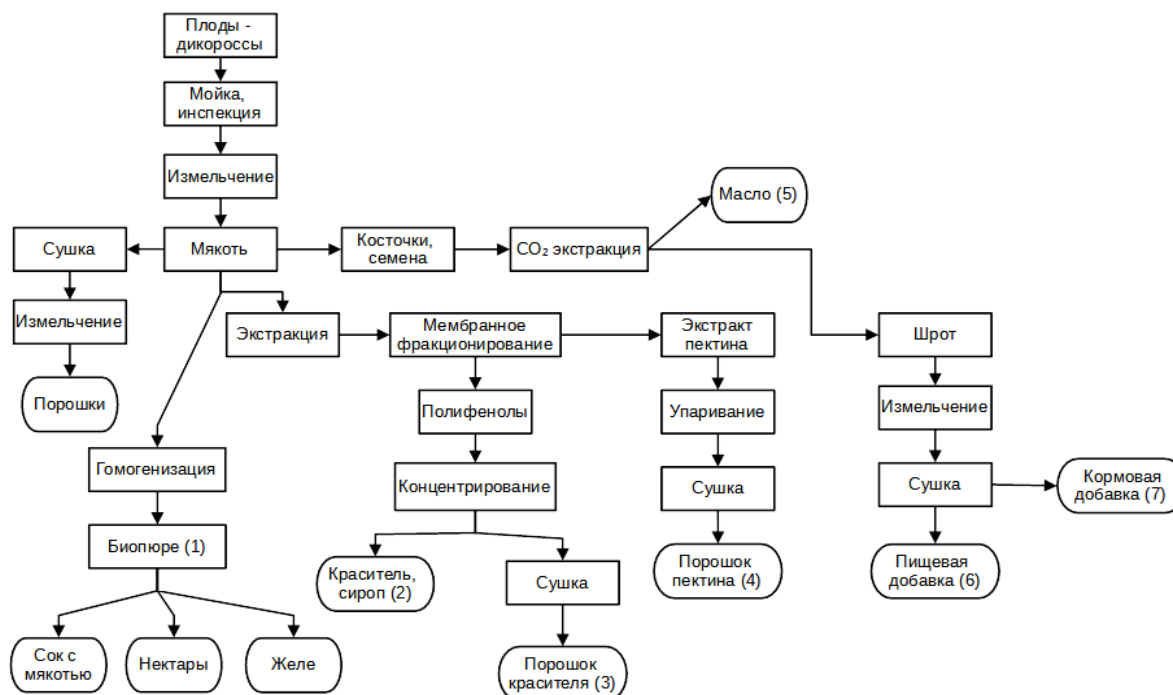 Плоды -
дикороссы
Мойка,
инспекция
Измельчение
Масло (5)
Сушка
Мякоть
Косточки,
семена
CO₂ экстракция
Измельчение
Экстракция
Мембранное
фракционирование
Экстракт
пектина
Шрот
Порошки
Полифенолы
Упаривание
Измельчение
Гомогенизация
Концентрирование
Сушка
Сушка
Кормовая
добавка (7)
Биопюре (1)
Краситель,
сироп (2)
Сушка
Порошок
пектина (4)
Пищевая
добавка (6)
Сок с
мякотью
Нектары
Желе
Порошок
красителя (3)